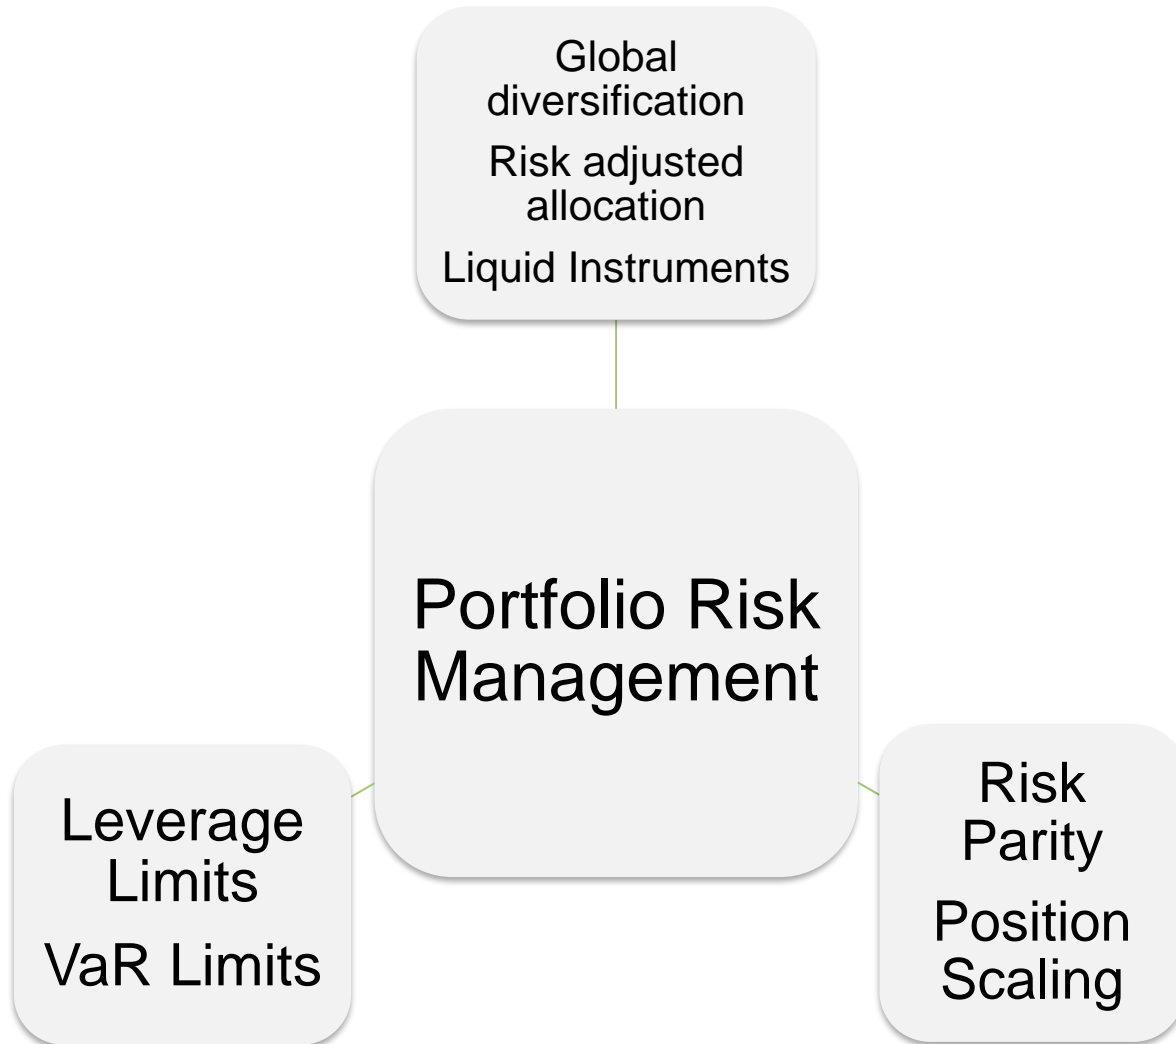 Global
diversification
Risk adjusted
allocation
Liquid Instruments
Portfolio Risk
Management
Leverage
Limits
VaR Limits
Risk
Parity
Position
Scaling